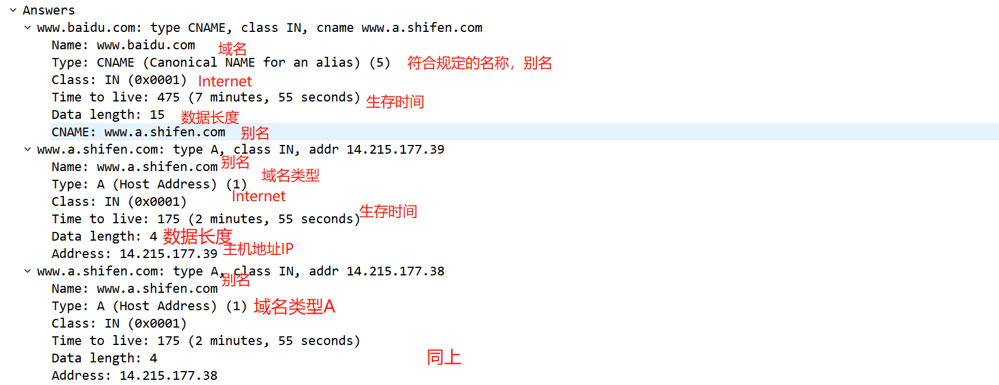 Answers
www.baidu.com: type CNAME, class IN, cname www.a.shifen.com
Name: www.baidu.com 域名
Type: CNAME (Canonical NAME for an alias) (5) 符合规定的名称，别名
Class: IN (0x0001) Internet
Time to live: 475 (7 minutes, 55 seconds) 生存时间
Data length: 15 数据长度
CNAME: www.a.shifen.com 别名
www.a.shifen.com: type A, class IN, addr 14.215.177.39
Name: www.a.shifen.com 别名
Type: A (Host Address) (1) 域名类型
Class: IN (0x0001) Internet
Time to live: 175 (2 minutes, 55 seconds) 生存时间
Data length: 4 数据长度
Address: 14.215.177.39 主机地址IP
www.a.shifen.com: type A, class IN, addr 14.215.177.38
Name: www.a.shifen.com 别名
Type: A (Host Address) (1) 域名类型A
Class: IN (0x0001)
Time to live: 175 (2 minutes, 55 seconds)
Data length: 4 同上
Address: 14.215.177.38